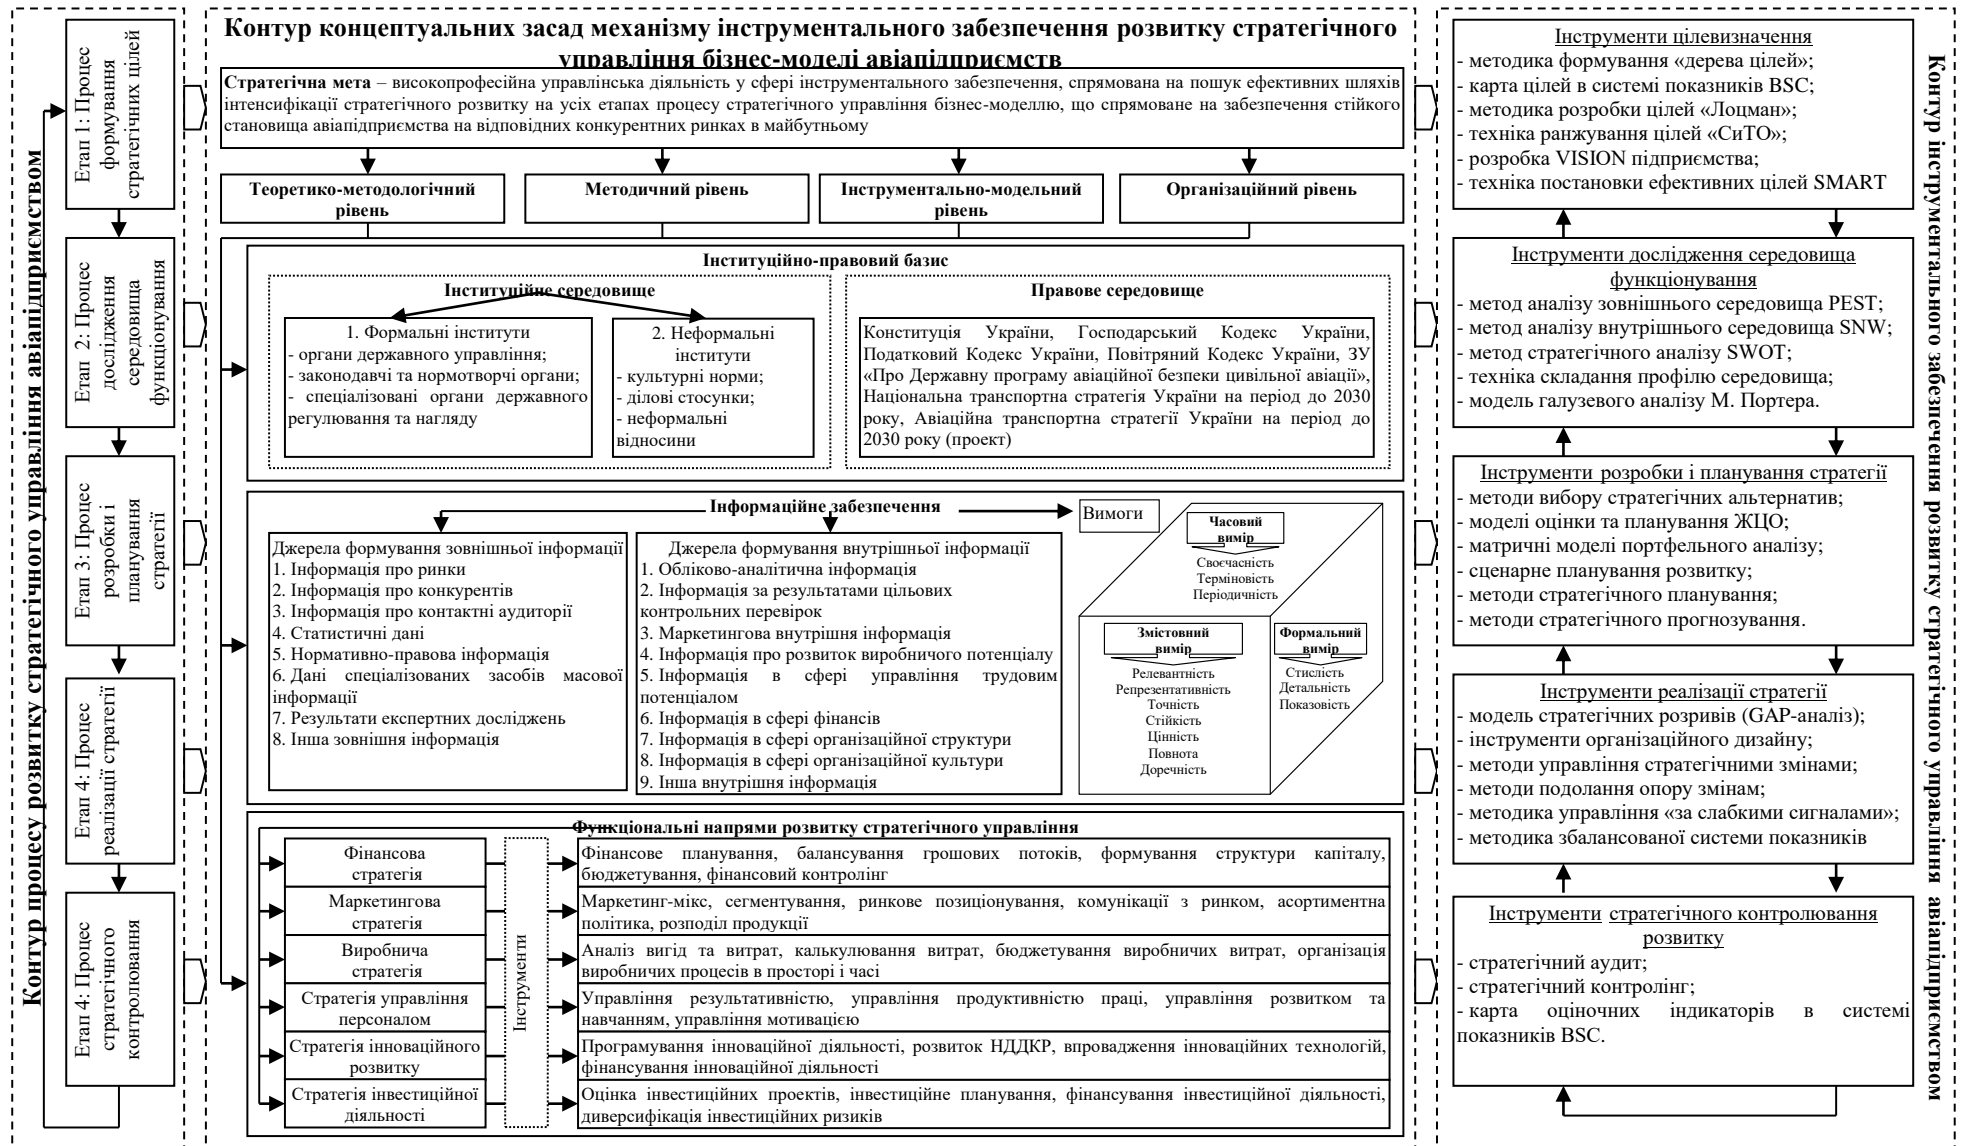 Контур процесу розвитку стратегічного управління авіапідприємством
Етап 1: Процес
формування
стратегічних цілей
Етап 2: Процес
дослідження
середовища
функціонування
Етап 3: Процес
розробки і
планування
стратегії
Етап 4: Процес
реалізації стратегії
Етап 4: Процес
стратегічного
контролювання
Контур концептуальних засад механізму інструментального забезпечення розвитку стратегічного
управління бізнес-моделі авіапідприємств
Стратегічна мета – високопрофесійна управлінська діяльність у сфері інструментального забезпечення, спрямована на пошук ефективних шляхів
інтенсифікації стратегічного розвитку на усіх етапах процесу стратегічного управління бізнес-моделлю, що спрямоване на забезпечення стійкого
становища авіапідприємства на відповідних конкурентних ринках в майбутньому
Теоретико-методологічний
рівень
Методичний рівень
Інструментально-модельний
рівень
Організаційний рівень
Інституційно-правовий базис
Інституційне середовище
1. Формальні інститути
- органи державного управління;
- законодавчі та нормотворчі органи;
- спеціалізовані органи державного
регулювання та нагляду
2. Неформальні
інститути
- культурні норми;
- ділові стосунки;
- неформальні
відносини
Правове середовище
Конституція України, Господарський Кодекс України,
Податковий Кодекс України, Повітряний Кодекс України, ЗУ
«Про Державну програму авіаційної безпеки цивільної авіації»,
Національна транспортна стратегія України на період до 2030
року, Авіаційна транспортна стратегії України на період до
2030 року (проект)
Інформаційне забезпечення
Джерела формування зовнішньої інформації
1. Інформація про ринки
2. Інформація про конкурентів
3. Інформація про контактні аудиторії
4. Статистичні дані
5. Нормативно-правова інформація
6. Дані спеціалізованих засобів масової
інформації
7. Результати експертних досліджень
8. Інша зовнішня інформація
Джерела формування внутрішньої інформації
1. Обліково-аналітична інформація
2. Інформація за результатами цільових
контрольних перевірок
3. Маркетингова внутрішня інформація
4. Інформація про розвиток виробничого потенціалу
5. Інформація в сфері управління трудовим
потенціалом
6. Інформація в сфері фінансів
7. Інформація в сфері організаційної структури
8. Інформація в сфері організаційної культури
9. Інша внутрішня інформація
Вимоги
Часовий
вимір
Своєчасність
Терміновість
Періодичність
Змістовний
вимір
Релевантність
Репрезентативність
Точність
Стійкість
Цінність
Повнота
Доречність
Формальний
вимір
Стислість
Детальність
Показовість
Функціональні напрями розвитку стратегічного управління
Інструменти
Фінансова
стратегія
Фінансове планування, балансування грошових потоків, формування структури капіталу,
бюджетування, фінансовий контролінг
Маркетингова
стратегія
Маркетинг-мікс, сегментування, ринкове позиціонування, комунікації з ринком, асортиментна
політика, розподіл продукції
Виробнича
стратегія
Аналіз вигід та витрат, калькулювання витрат, бюджетування виробничих витрат, організація
виробничих процесів в просторі і часі
Стратегія управління
персоналом
Управління результативністю, управління продуктивністю праці, управління розвитком та
навчанням, управління мотивацією
Стратегія інноваційного
розвитку
Програмування інноваційної діяльності, розвиток НДДКР, впровадження інноваційних технологій,
фінансування інноваційної діяльності
Стратегія інвестиційної
діяльності
Оцінка інвестиційних проектів, інвестиційне планування, фінансування інвестиційної діяльності,
диверсифікація інвестиційних ризиків
Інструменти цілевизначення
- методика формування «дерева цілей»;
- карта цілей в системі показників BSC;
- методика розробки цілей «Лоцман»;
- техніка ранжування цілей «СиТО»;
- розробка VISION підприємства;
- техніка постановки ефективних цілей SMART
Інструменти дослідження середовища
функціонування
- метод аналізу зовнішнього середовища PEST;
- метод аналізу внутрішнього середовища SNW;
- метод стратегічного аналізу SWOT;
- техніка складання профілю середовища;
- модель галузевого аналізу М. Портера.
Інструменти розробки і планування стратегії
- методи вибору стратегічних альтернатив;
- моделі оцінки та планування ЖЦО;
- матричні моделі портфельного аналізу;
- сценарне планування розвитку;
- методи стратегічного планування;
- методи стратегічного прогнозування.
Інструменти реалізації стратегії
- модель стратегічних розривів (GAP-аналіз);
- інструменти організаційного дизайну;
- методи управління стратегічними змінами;
- методи подолання опору змінам;
- методика управління «за слабкими сигналами»;
- методика збалансованої системи показників
Інструменти стратегічного контролювання
розвитку
- стратегічний аудит;
- стратегічний контролінг;
- карта оціночних індикаторів в системі
показників BSC.
Контур інструментального забезпечення розвитку стратегічного управління авіапідприємством